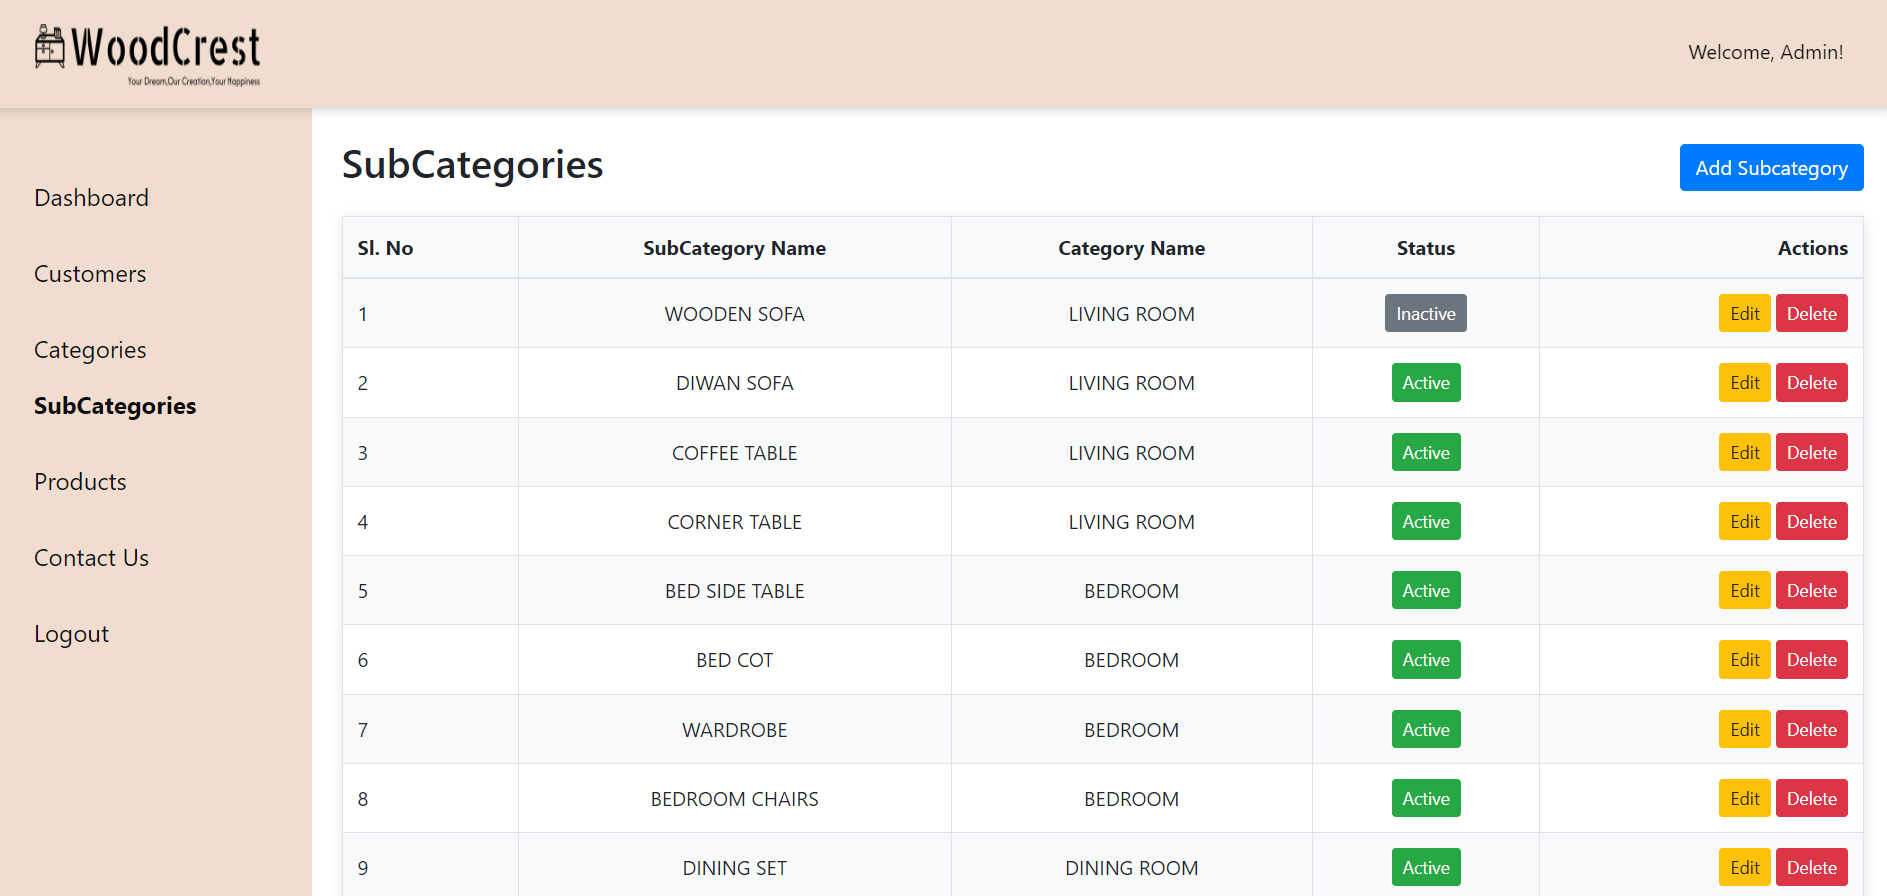 WoodCrest
Your Dream,Our Creation,Your Happiness
Welcome, Admin!
Dashboard
Customers
Categories
SubCategories
Products
Contact Us
Logout
SubCategories
Add Subcategory
Sl. No SubCategory Name Category Name Status Actions
1 WOODEN SOFA LIVING ROOM Inactive Edit Delete
2 DIWAN SOFA LIVING ROOM Active Edit Delete
3 COFFEE TABLE LIVING ROOM Active Edit Delete
4 CORNER TABLE LIVING ROOM Active Edit Delete
5 BED SIDE TABLE BEDROOM Active Edit Delete
6 BED COT BEDROOM Active Edit Delete
7 WARDROBE BEDROOM Active Edit Delete
8 BEDROOM CHAIRS BEDROOM Active Edit Delete
9 DINING SET DINING ROOM Active Edit Delete